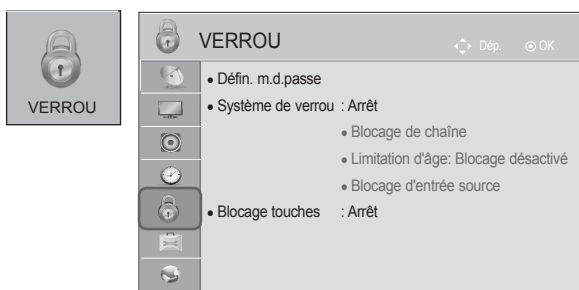 VERROU
VERROU
Dép. OK
• Défin. m.d.passe
• Système de verrou : Arrêt
• Blocage de chaîne
• Limitation d'âge: Blocage désactivé
• Blocage d'entrée source
• Blocage touches : Arrêt